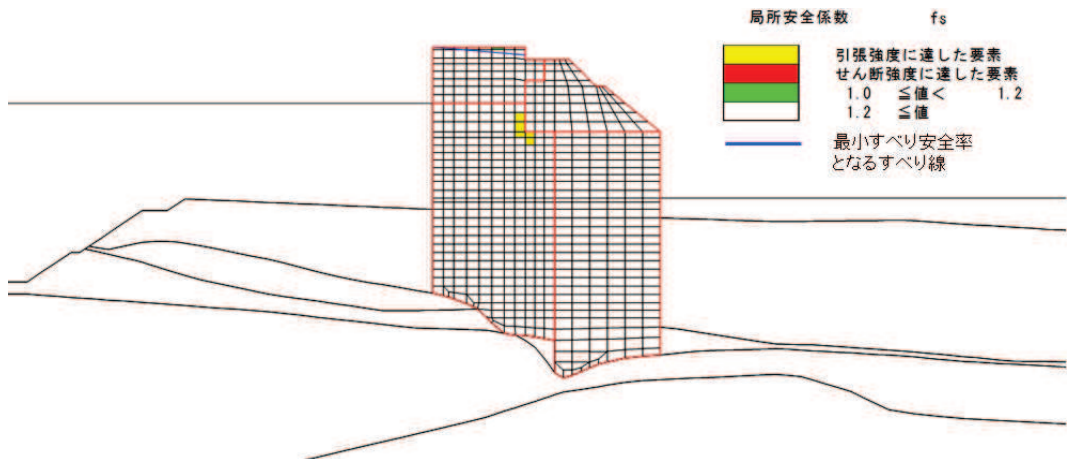 局所安全係数 fs
引張強度に達した要素
せん断強度に達した要素
1.0 ≦値< 1.2
1.2 ≦値
最小すべり安全率
となるすべり線